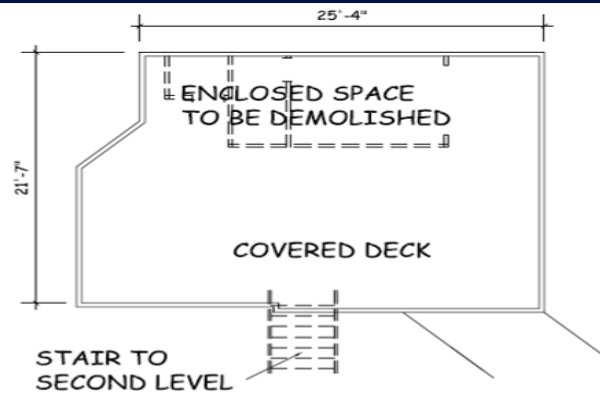 25'-4"
ENCLOSED SPACE
TO BE DEMOLISHED
21'-7"
COVERED DECK
STAIR TO
SECOND LEVEL